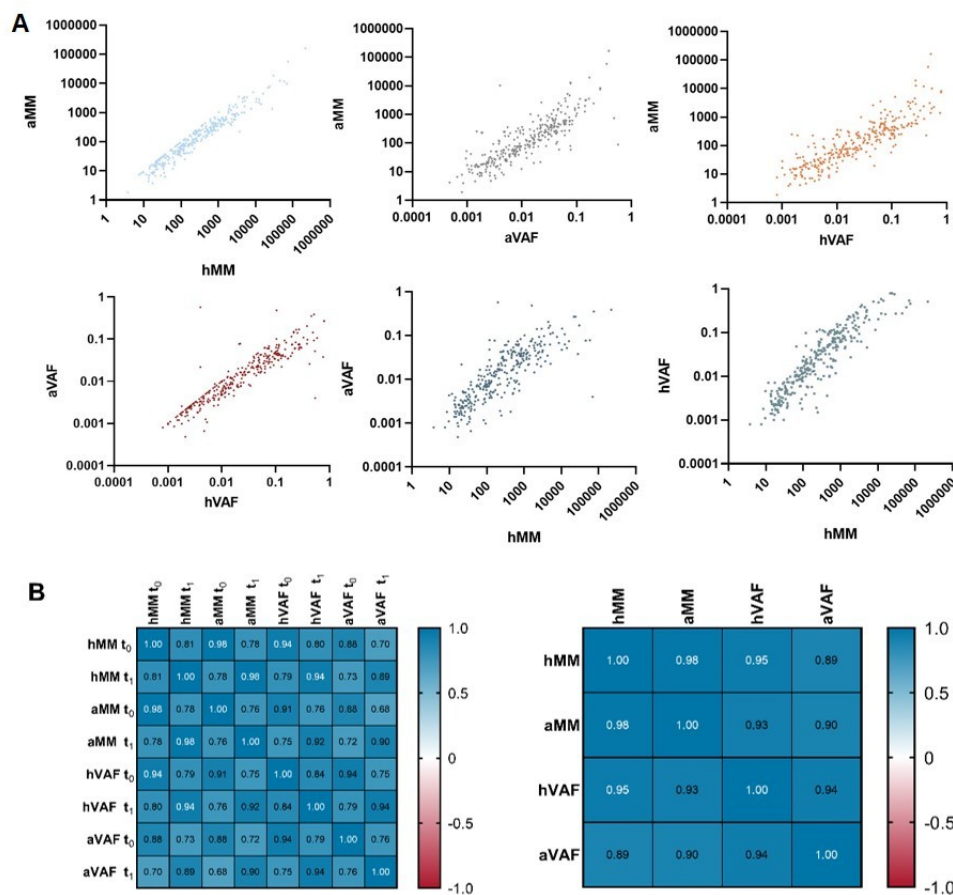 A
1000000
100000
10000
1000
100
10
1
aMM
1
10
100
1000
10000
100000
1000000
hMM
1000000
100000
10000
1000
100
10
1
aMM
0.0001
0.001
0.01
0.1
1
aVAF
1000000
100000
10000
1000
100
10
1
aMM
0.0001
0.001
0.01
0.1
1
hVAF
1
0.1
0.01
0.001
0.0001
aVAF
0.0001
0.001
0.01
0.1
1
hVAF
1
0.1
0.01
0.001
0.0001
aVAF
1
10
100
1000
10000
100000
1000000
hMM
1
0.1
0.01
0.001
0.0001
hVAF
1
10
100
1000
10000
100000
1000000
hMM
B
hMM t₀ hMM t₁ aMM t₀ aMM t₁ hVAF t₀ hVAF t₁ aVAF t₀ aVAF t₁
hMM t₀ 1.00 0.81 0.98 0.78 0.94 0.80 0.88 0.70
hMM t₁ 0.81 1.00 0.78 0.98 0.79 0.94 0.73 0.89
aMM t₀ 0.98 0.78 1.00 0.76 0.91 0.76 0.88 0.68
aMM t₁ 0.78 0.98 0.76 1.00 0.75 0.92 0.72 0.90
hVAF t₀ 0.94 0.79 0.91 0.75 1.00 0.84 0.94 0.75
hVAF t₁ 0.80 0.94 0.76 0.92 0.84 1.00 0.79 0.94
aVAF t₀ 0.88 0.73 0.88 0.72 0.94 0.79 1.00 0.76
aVAF t₁ 0.70 0.89 0.68 0.90 0.75 0.94 0.76 1.00
1.0
0.5
0
-0.5
-1.0
hMM aMM hVAF aVAF
hMM 1.00 0.98 0.95 0.89
aMM 0.98 1.00 0.93 0.90
hVAF 0.95 0.93 1.00 0.94
aVAF 0.89 0.90 0.94 1.00
1.0
0.5
0
-0.5
-1.0